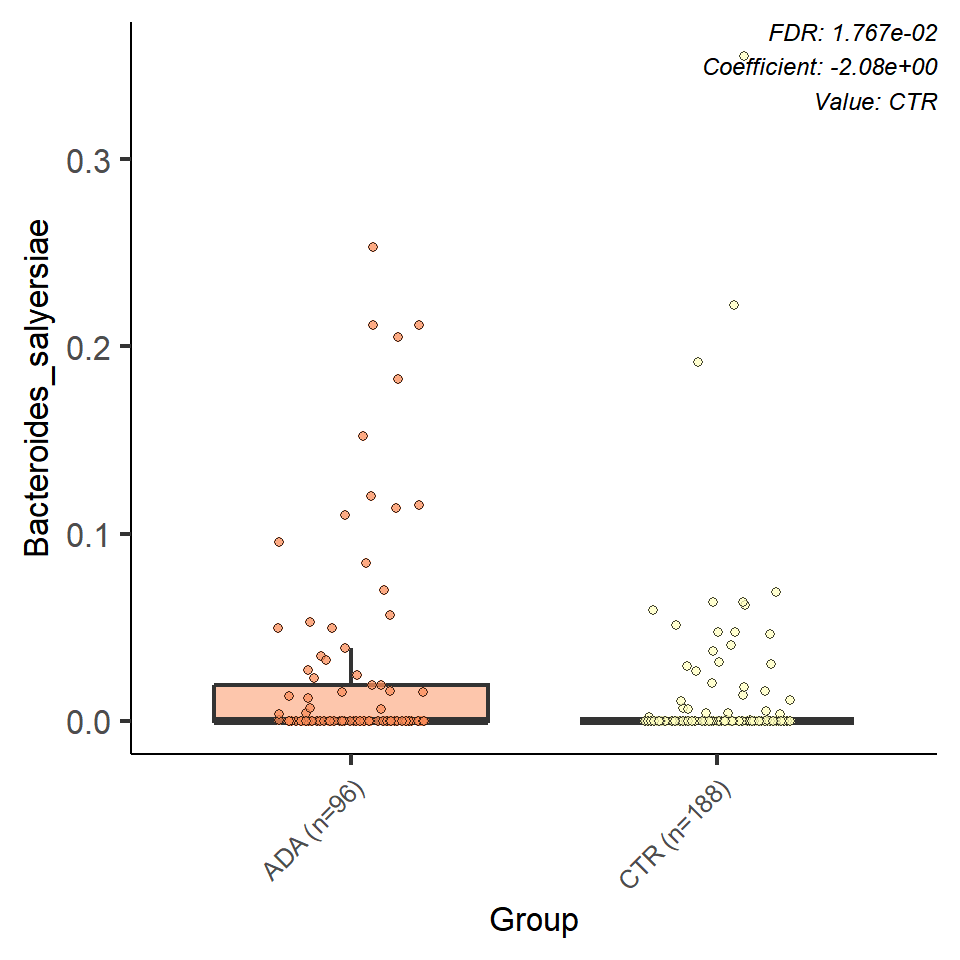 FDR: 1.767e-02
Coefficient: -2.08e+00
Value: CTR
Bacteroides_salyersiae
0.3
0.2
0.1
0.0
ADA (n=96)
CTR (n=188)
Group